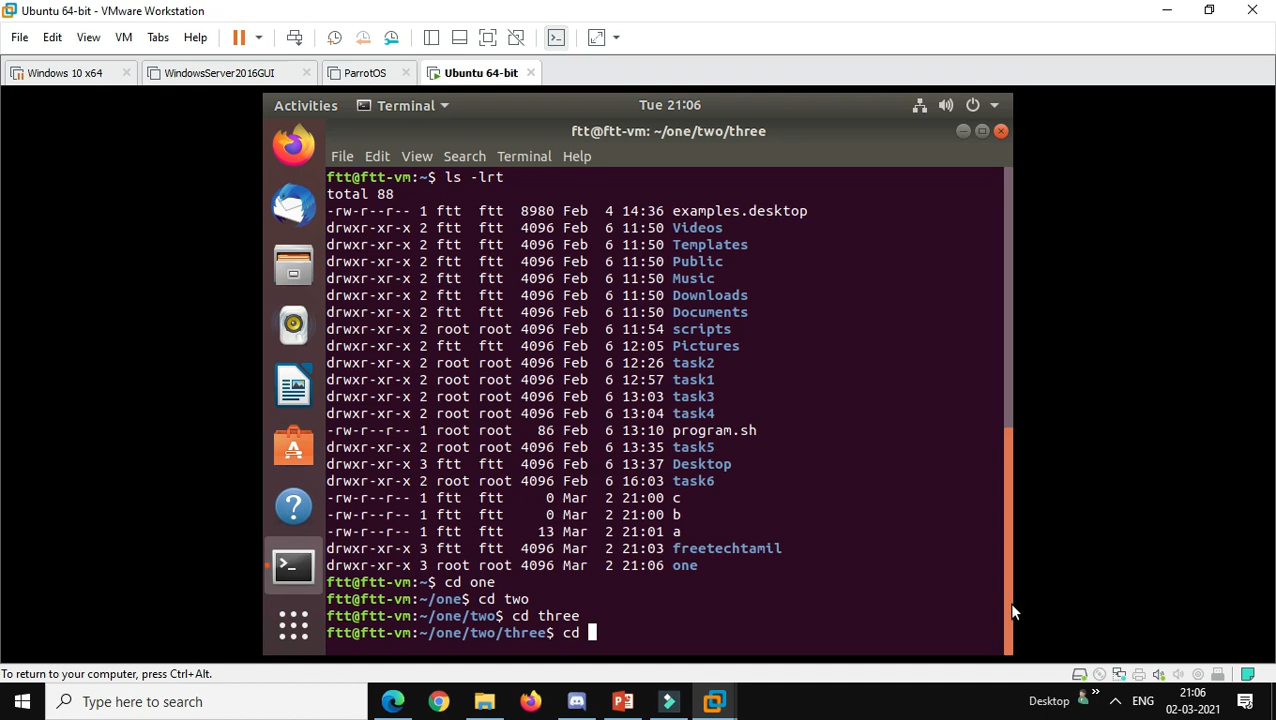 Ubuntu 64-bit - VMware Workstation
File Edit View VM Tabs Help
Windows 10 x64 WindowsServer2016GUI ParrotOS Ubuntu 64-bit
Activities Terminal Tue 21:06
ftt@ftt-vm: ~/one/two/three
File Edit View Search Terminal Help
ftt@ftt-vm:~$ ls -lrt
total 88
-rw-r--r-- 1 ftt  ftt  8980 Feb  4 14:36 examples.desktop
drwxr-xr-x 2 ftt  ftt  4096 Feb  6 11:50 Videos
drwxr-xr-x 2 ftt  ftt  4096 Feb  6 11:50 Templates
drwxr-xr-x 2 ftt  ftt  4096 Feb  6 11:50 Public
drwxr-xr-x 2 ftt  ftt  4096 Feb  6 11:50 Music
drwxr-xr-x 2 ftt  ftt  4096 Feb  6 11:50 Downloads
drwxr-xr-x 2 ftt  ftt  4096 Feb  6 11:50 Documents
drwxr-xr-x 2 root root 4096 Feb  6 11:54 scripts
drwxr-xr-x 2 ftt  ftt  4096 Feb  6 12:05 Pictures
drwxr-xr-x 2 root root 4096 Feb  6 12:26 task2
drwxr-xr-x 2 root root 4096 Feb  6 12:57 task1
drwxr-xr-x 2 root root 4096 Feb  6 13:03 task3
drwxr-xr-x 2 root root 4096 Feb  6 13:04 task4
-rw-r--r-- 1 root root   86 Feb  6 13:10 program.sh
drwxr-xr-x 2 root root 4096 Feb  6 13:35 task5
drwxr-xr-x 3 ftt  ftt  4096 Feb  6 13:37 Desktop
drwxr-xr-x 2 root root 4096 Feb  6 16:03 task6
-rw-r--r-- 1 ftt  ftt     0 Mar  2 21:00 c
-rw-r--r-- 1 ftt  ftt     0 Mar  2 21:00 b
-rw-r--r-- 1 ftt  ftt    13 Mar  2 21:01 a
drwxr-xr-x 3 ftt  ftt  4096 Mar  2 21:03 freetechtamil
drwxr-xr-x 3 root root 4096 Mar  2 21:06 one
ftt@ftt-vm:~$ cd one
ftt@ftt-vm:~/one$ cd two
ftt@ftt-vm:~/one/two$ cd three
ftt@ftt-vm:~/one/two/three$ cd
To return to your computer, press Ctrl+Alt.
Type here to search
Desktop
ENG
21:06
02-03-2021